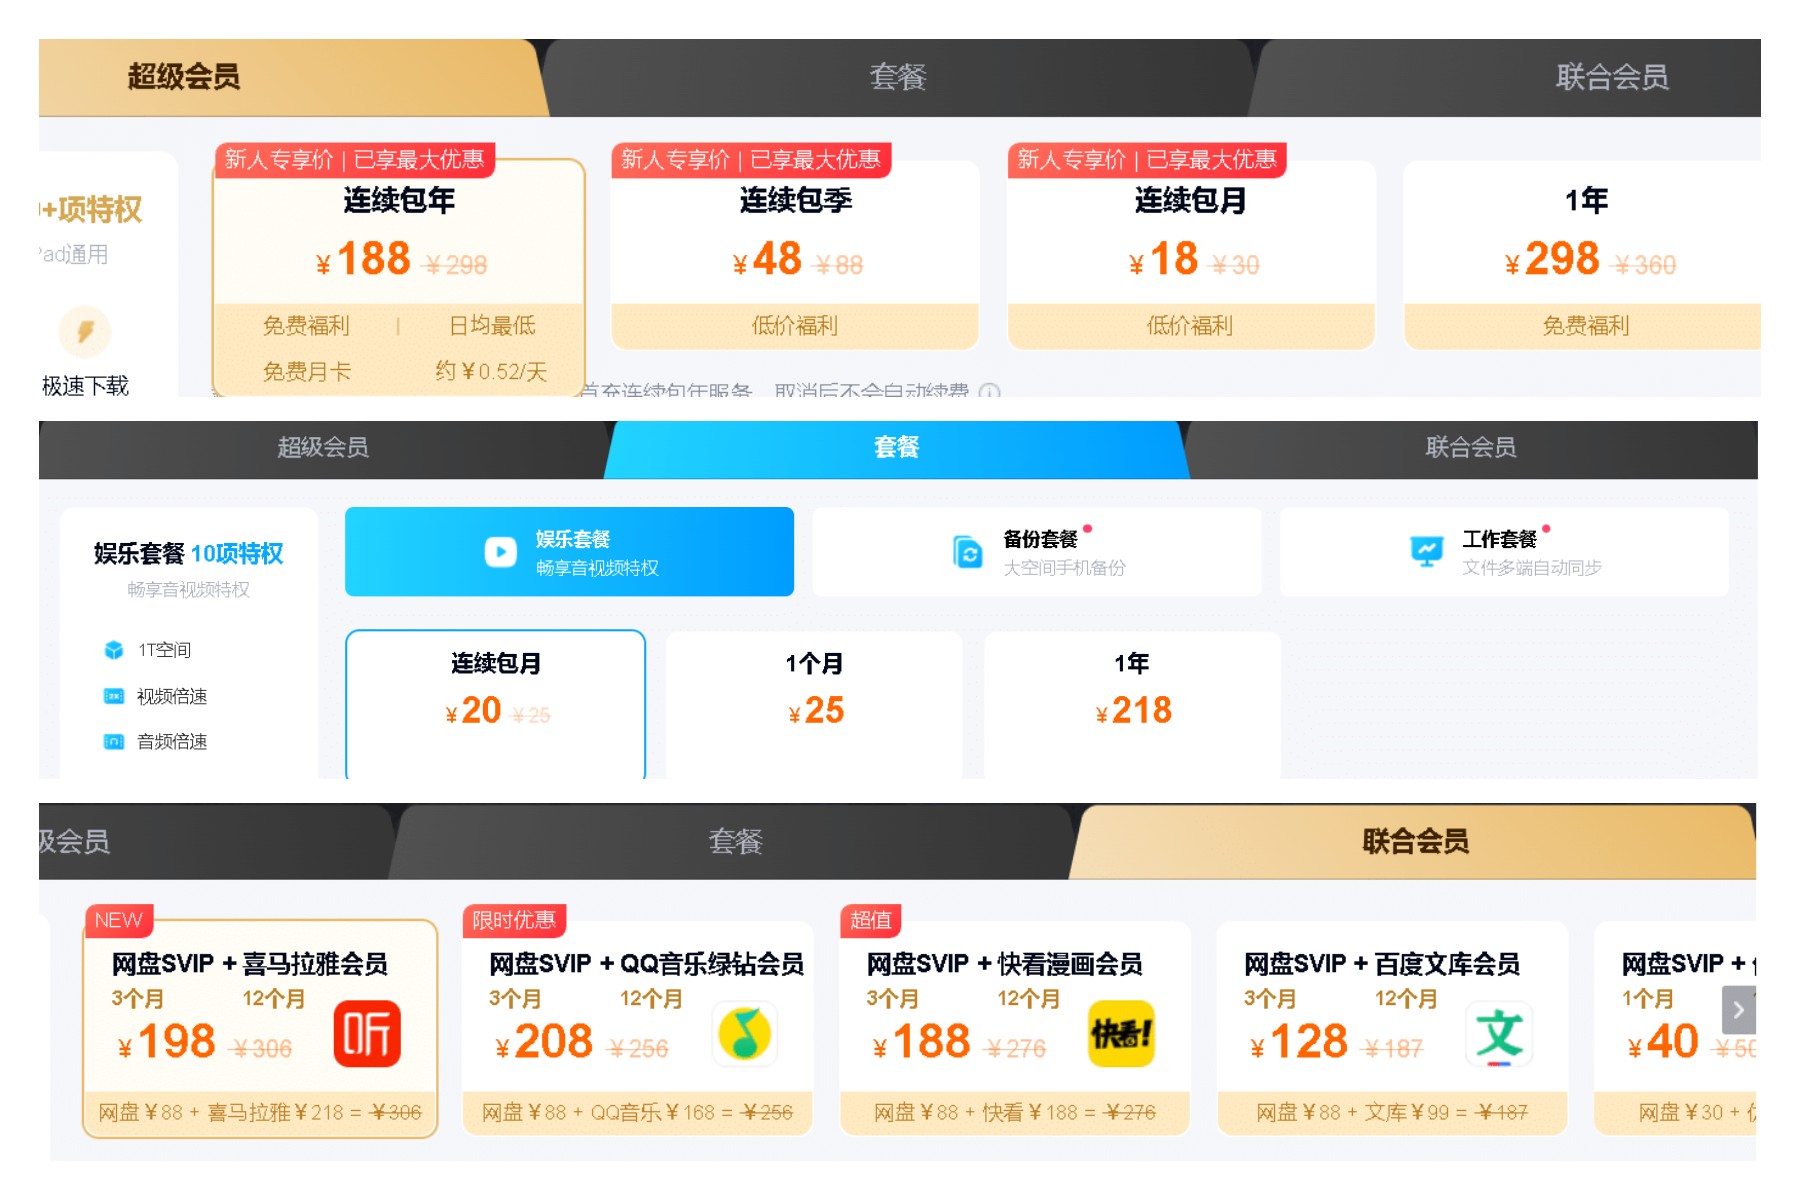 超级会员
套餐
联合会员
新人专享价 | 已享最大优惠
新人专享价 | 已享最大优惠
新人专享价 | 已享最大优惠
+项特权
Pad通用
极速下载
连续包年
¥188 ¥298
免费福利 | 日均最低
免费月卡 约¥0.52/天
连续包季
¥48 ¥88
低价福利
连续包月
¥18 ¥30
低价福利
1年
¥298 ¥360
免费福利
首充连续包年服务，取消后不会自动续费
超级会员
套餐
联合会员
娱乐套餐 10项特权
畅享音视频特权
1T空间
视频倍速
音频倍速
娱乐套餐
畅享音视频特权
备份套餐
大空间手机备份
工作套餐
文件多端自动同步
连续包月
¥20 ¥25
1个月
¥25
1年
¥218
级会员
套餐
联合会员
NEW
网盘SVIP + 喜马拉雅会员
3个月 12个月
¥198 ¥306
听
网盘¥88 + 喜马拉雅¥218 = ¥306
限时优惠
网盘SVIP + QQ音乐绿钻会员
3个月 12个月
¥208 ¥256
网盘¥88 + QQ音乐¥168 = ¥256
超值
网盘SVIP + 快看漫画会员
3个月 12个月
¥188 ¥276
快看!
网盘¥88 + 快看¥188 = ¥276
网盘SVIP + 百度文库会员
3个月 12个月
¥128 ¥187
文
网盘¥88 + 文库¥99 = ¥187
网盘SVIP +
1个月
¥40 ¥50
网盘¥30 +